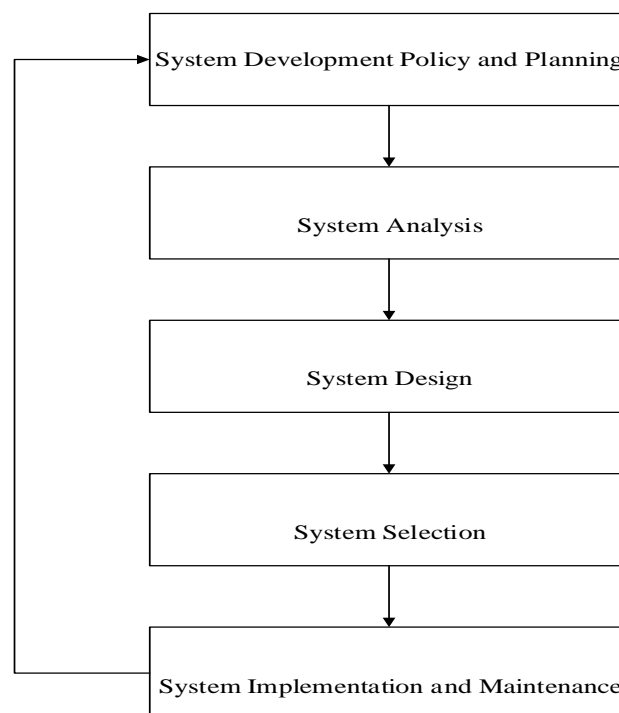 System Development Policy and Planning
System Analysis
System Design
System Selection
System Implementation and Maintenance